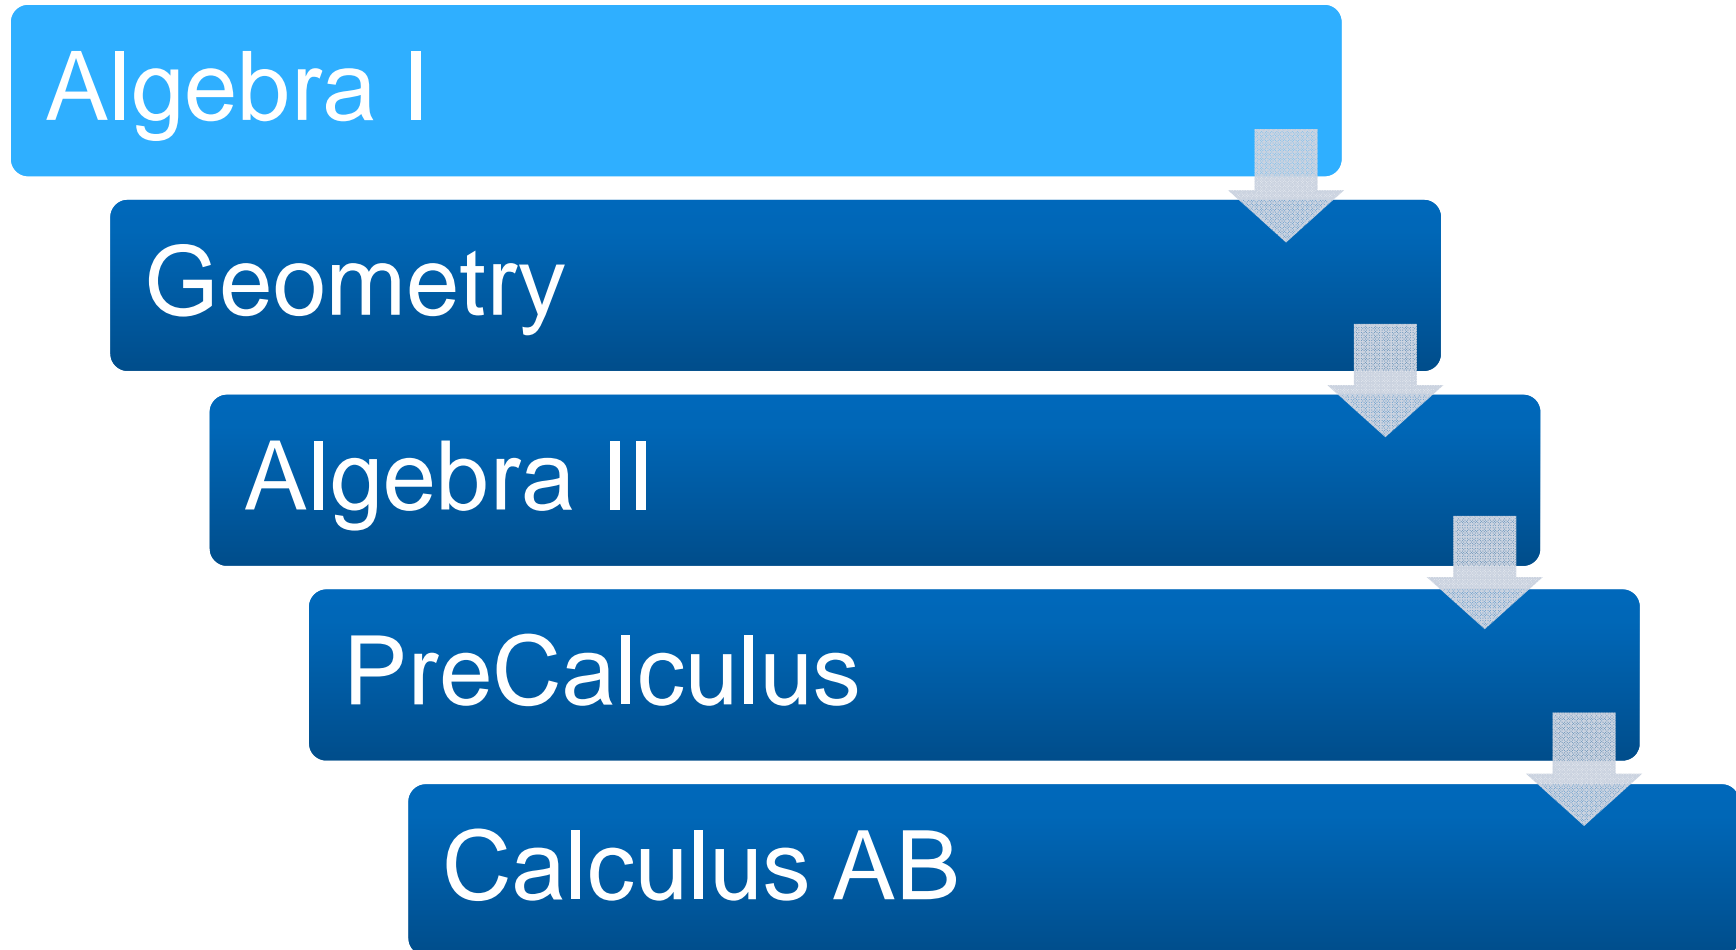 Algebra I
Geometry
Algebra II
PreCalculus
Calculus AB